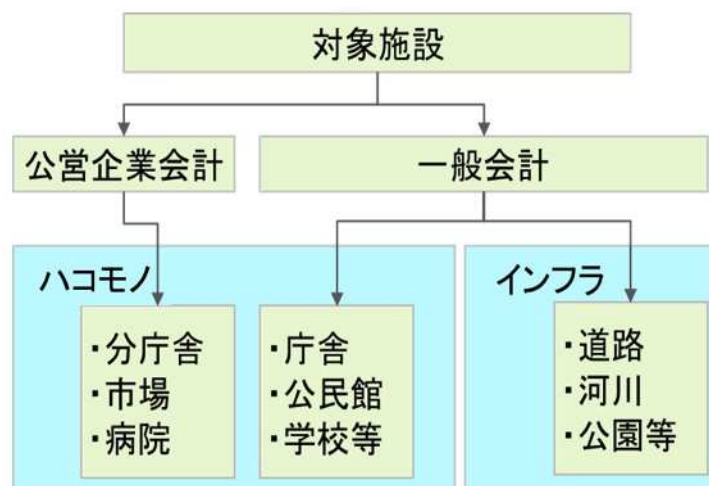 対象施設
公営企業会計
一般会計
ハコモノ
・分庁舎
・市場
・病院
・庁舎
・公民館
・学校等
インフラ
・道路
・河川
・公園等